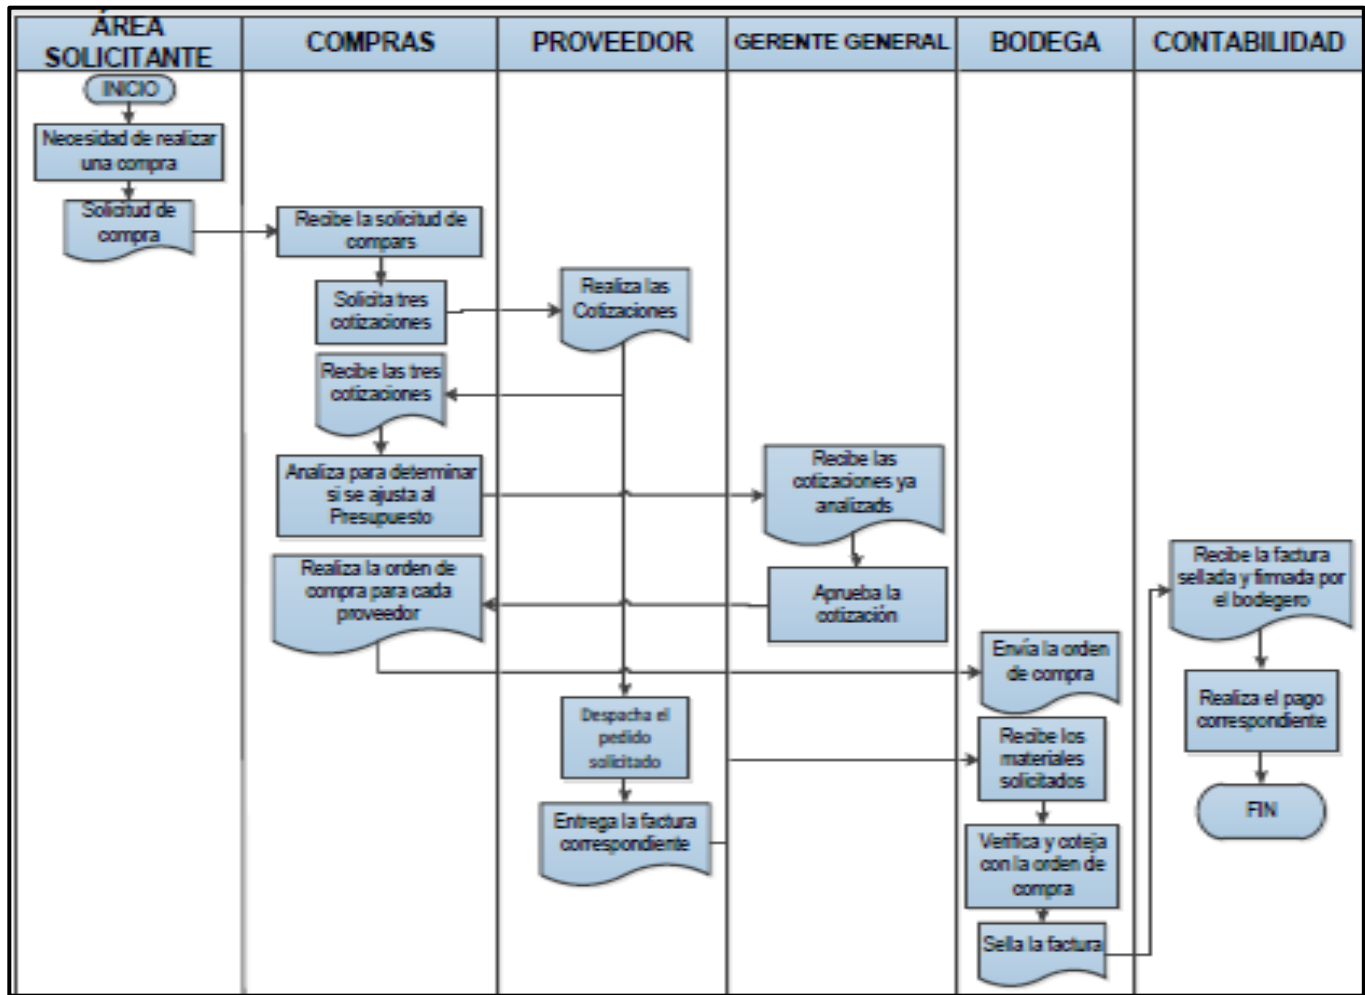 ÁREA
SOLICITANTE
COMPRAS
PROVEEDOR
GERENTE GENERAL
BODEGA
CONTABILIDAD
INICIO
Necesidad de realizar
una compra
Solicitud de
compra
Recibe la solicitud de
compars
Solicita tres
cotizaciones
Realiza las
Cotizaciones
Recibe las tres
cotizaciones
Analiza para determinar
si se ajusta al
Presupuesto
Recibe las
cotizaciones ya
analizads
Aprueba la
cotización
Realiza la orden de
compra para cada
proveedor
Envía la orden
de compra
Despacha el
pedido
solicitado
Entrega la factura
correspondiente
Recibe los
materiales
solicitados
Verifica y coteja
con la orden de
compra
Sella la factura
Recibe la factura
sellada y firmada por
el bodegero
Realiza el pago
correspondiente
FIN